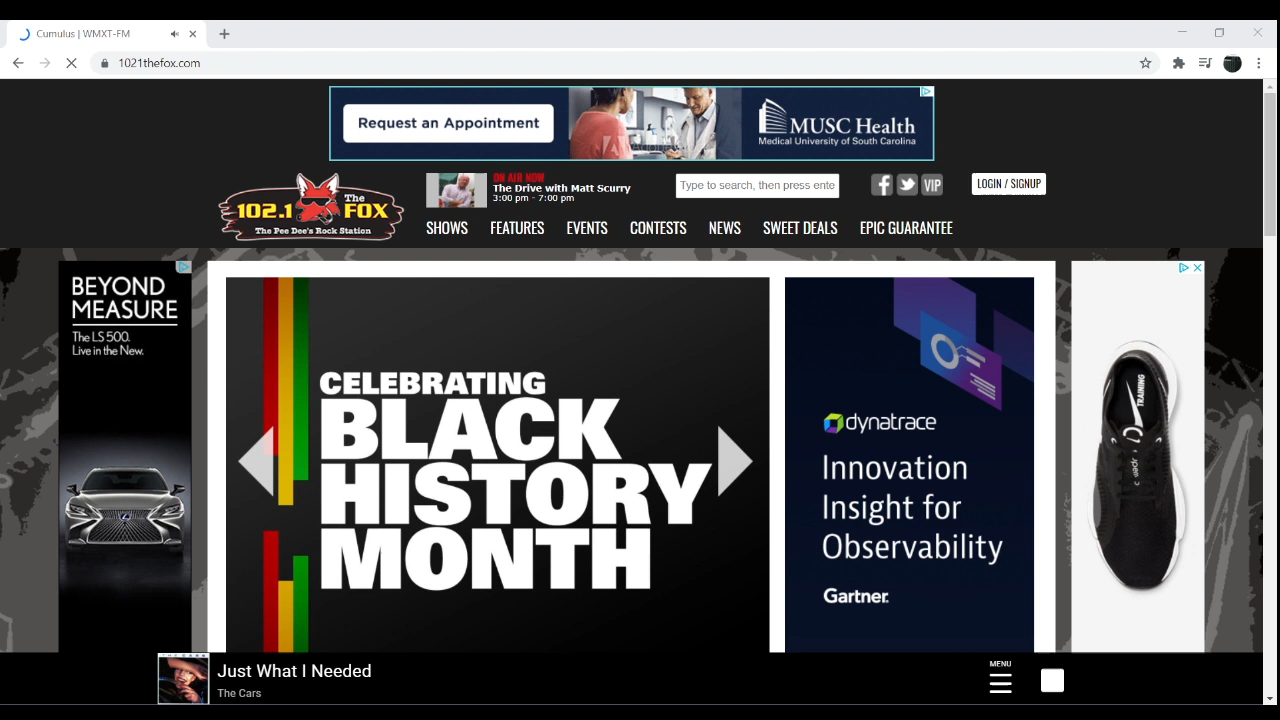 Cumulus | WMXT-FM
1021thefox.com
Request an Appointment
MUSC Health
Medical University of South Carolina
102.1 The FOX
The Pee Dee's Rock Station
ON AIR NOW
The Drive with Matt Scurry
3:00 pm - 7:00 pm
Type to search, then press ente
VIP
LOGIN / SIGNUP
SHOWS FEATURES EVENTS CONTESTS NEWS SWEET DEALS EPIC GUARANTEE
BEYOND
MEASURE
The LS 500.
Live in the New.
CELEBRATING
BLACK
HISTORY
MONTH
dynatrace
Innovation
Insight for
Observability
Gartner.
TRAINING
Just What I Needed
The Cars
MENU